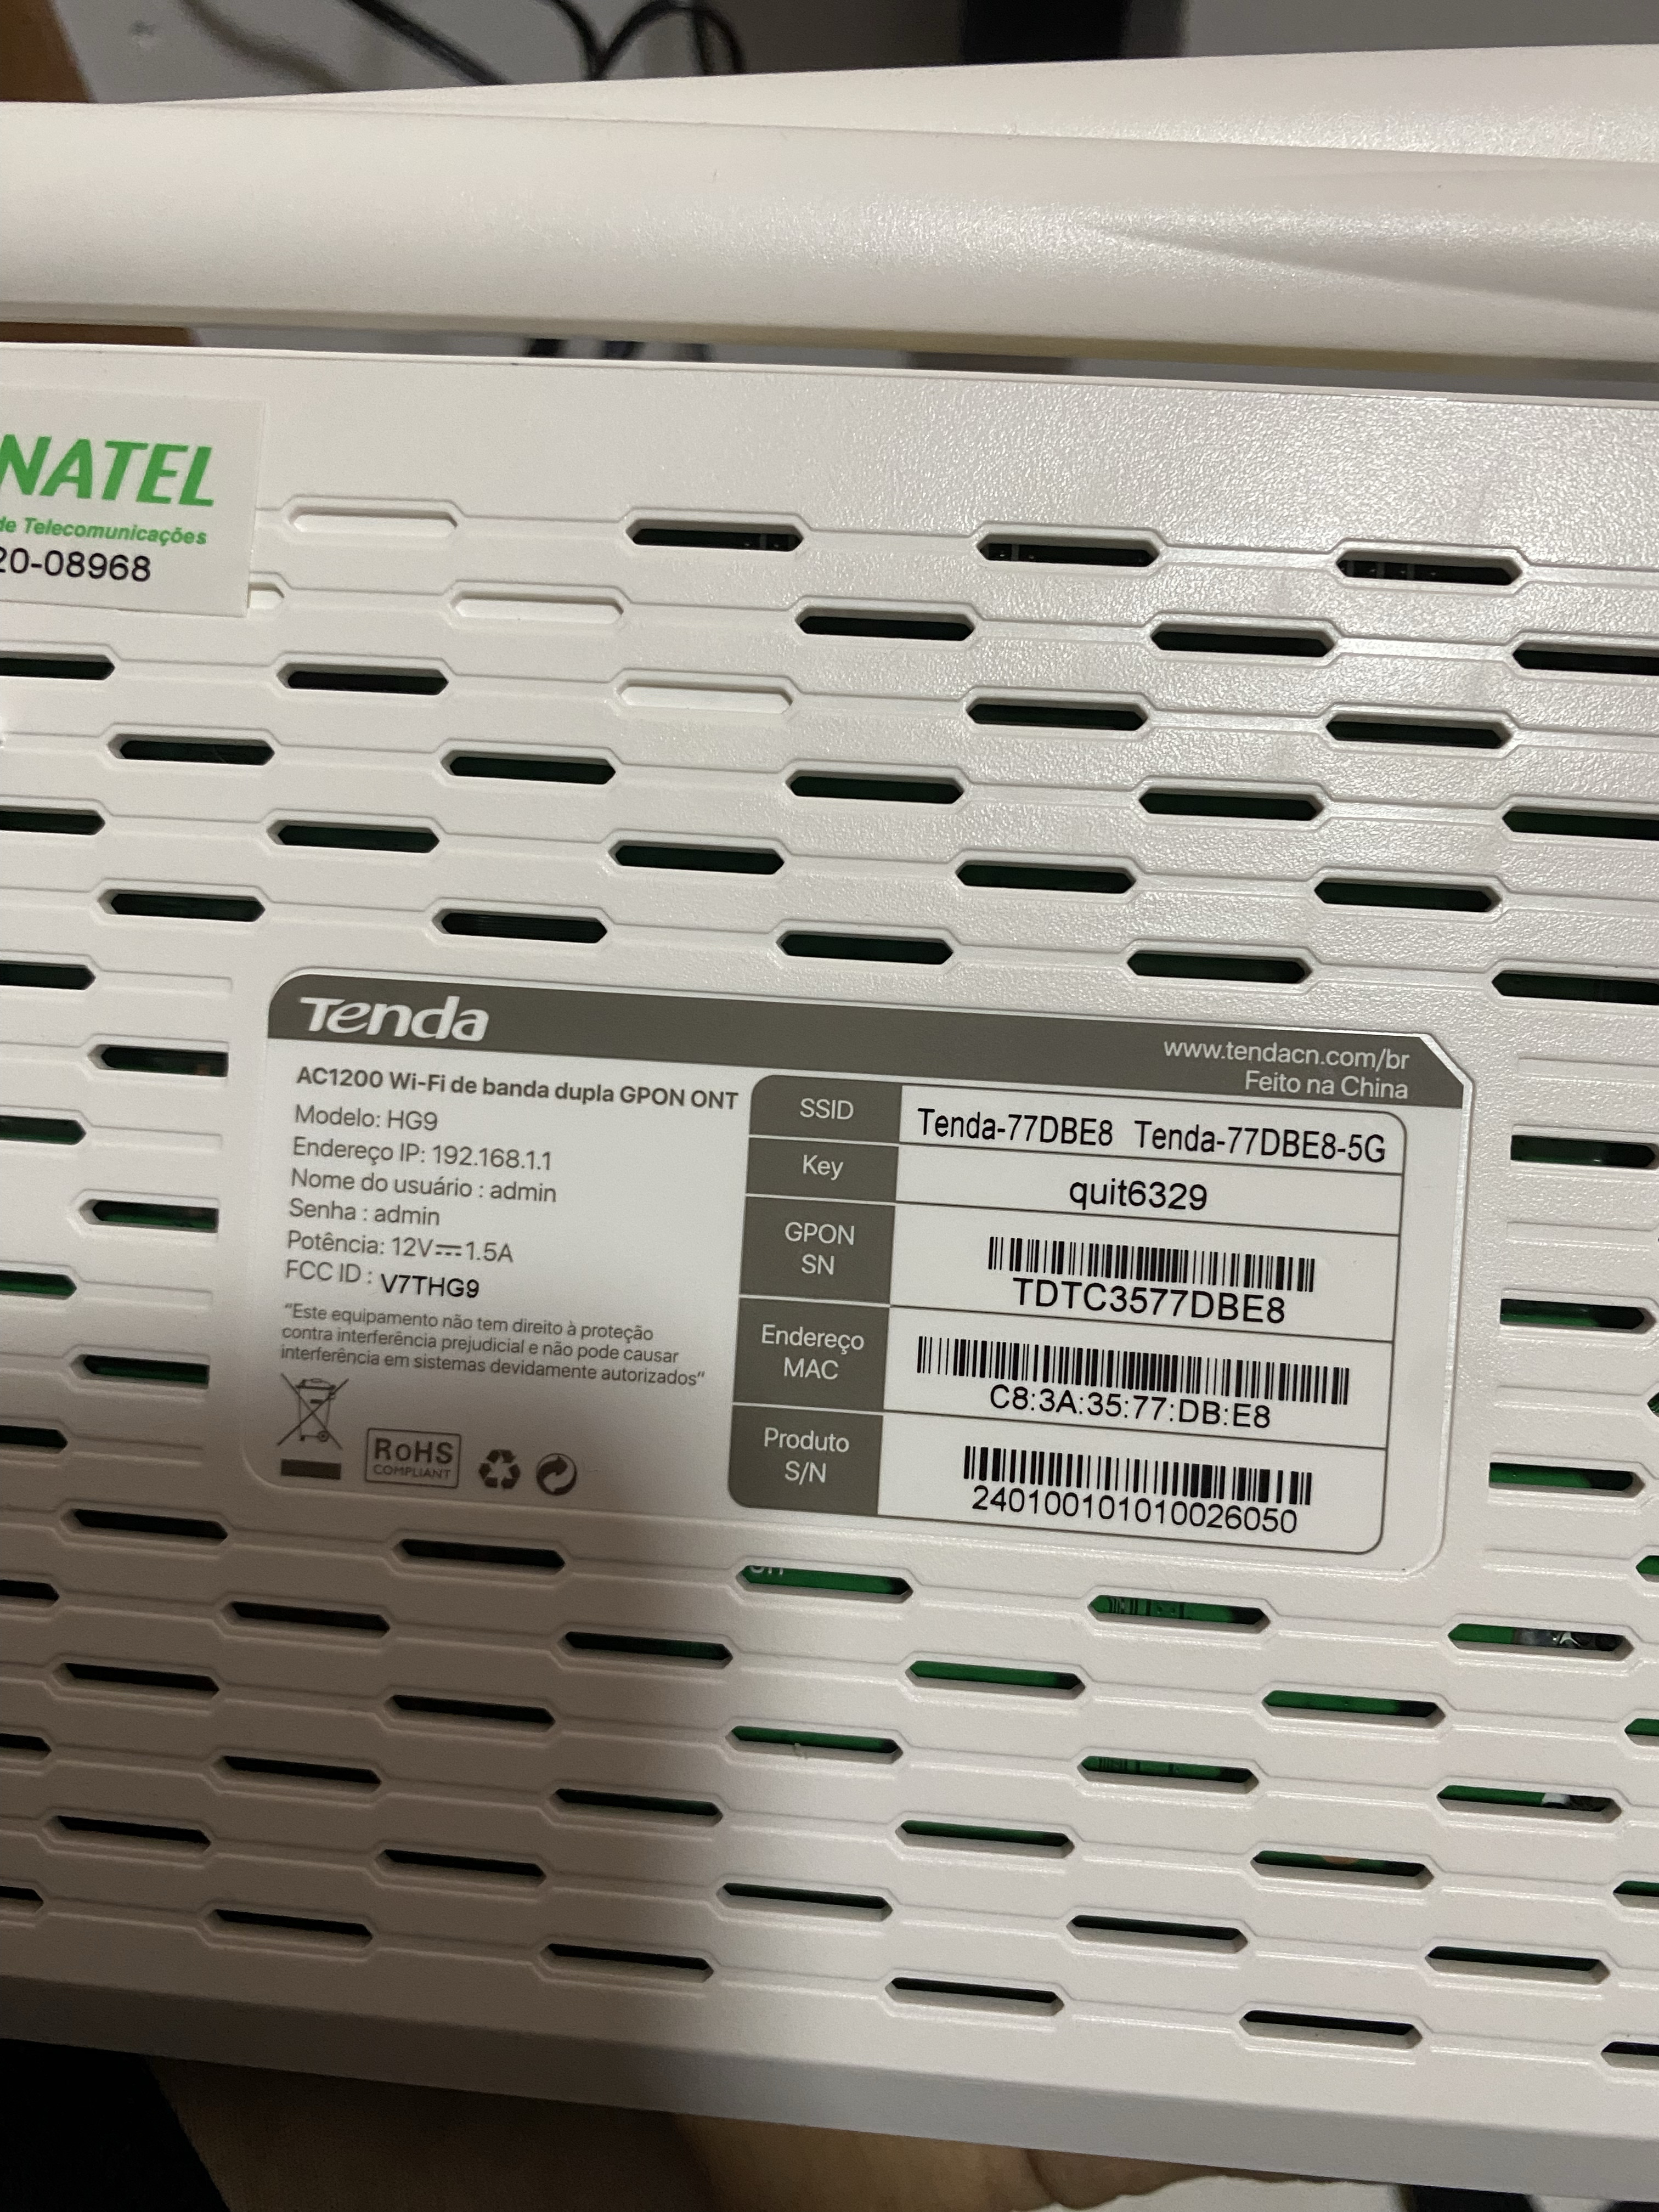 NATEL
de Telecomunicações
20-08968
Tenda
www.tendacn.com/br
Feito na China
AC1200 Wi-Fi de banda dupla GPON ONT
Modelo: HG9
Endereço IP: 192.168.1.1
Nome do usuário : admin
Senha : admin
Potência: 12V⎓1.5A
FCC ID : V7THG9
"Este equipamento não tem direito à proteção
contra interferência prejudicial e não pode causar
interferência em sistemas devidamente autorizados"
RoHS
COMPLIANT
SSID
Tenda-77DBE8 Tenda-77DBE8-5G
Key
quit6329
GPON
SN
TDTC3577DBE8
Endereço
MAC
C8:3A:35:77:DB:E8
Produto
S/N
240100101010026050